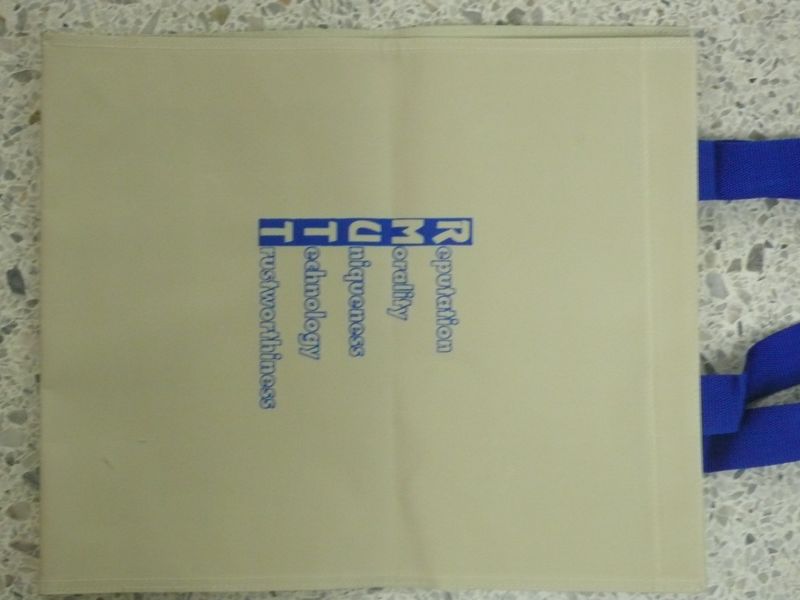 Reputation
Morality
Uniqueness
Technology
Trustworthiness